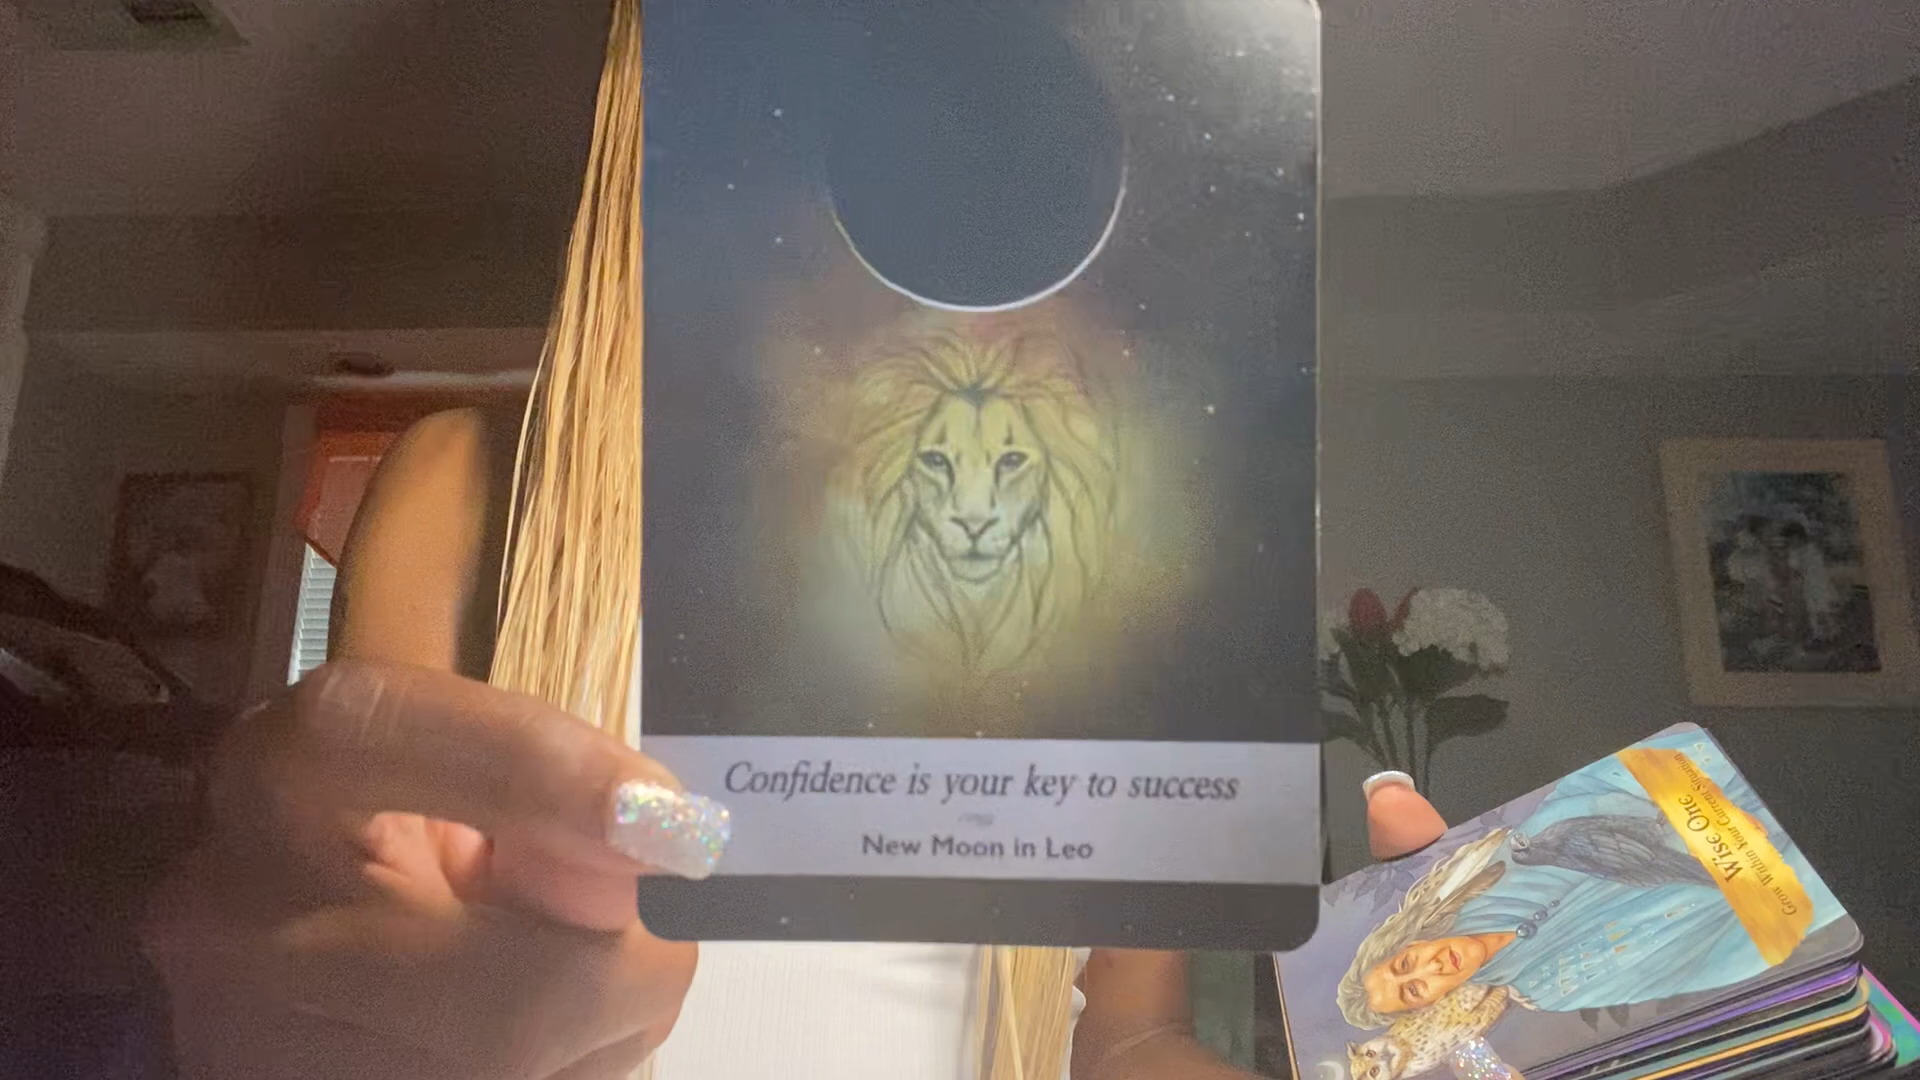 Confidence is your key to success
New Moon in Leo
Wise One
Grow Within Your Current Situation